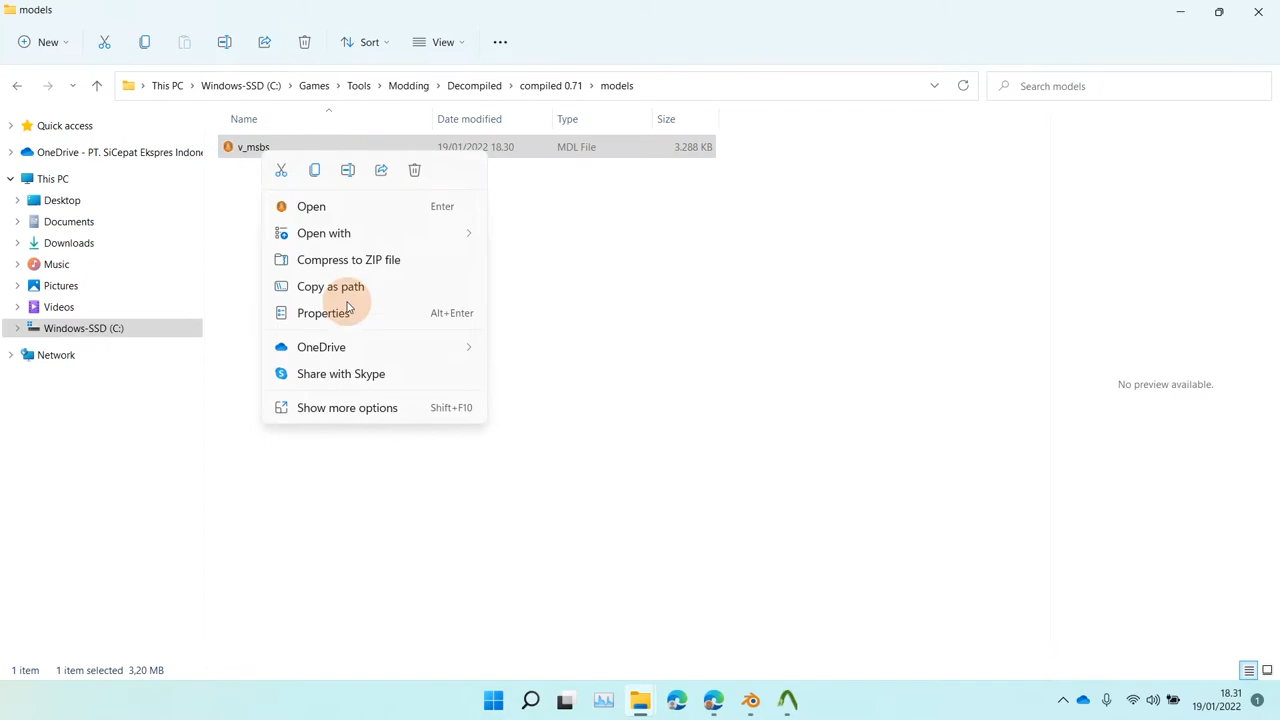 models
New
Sort
View
This PC > Windows-SSD (C:) > Games > Tools > Modding > Decompiled > compiled 0.71 > models
Search models
Name
Date modified
Type
Size
Quick access
OneDrive - PT. SiCepat Ekspres Indone
This PC
Desktop
Documents
Downloads
Music
Pictures
Videos
Windows-SSD (C:)
Network
v_msbs
19/01/2022 18.30
MDL File
3.288 KB
Open Enter
Open with
Compress to ZIP file
Copy as path
Properties Alt+Enter
OneDrive
Share with Skype
Show more options Shift+F10
No preview available.
1 item 1 item selected 3,20 MB
18.31
19/01/2022
1